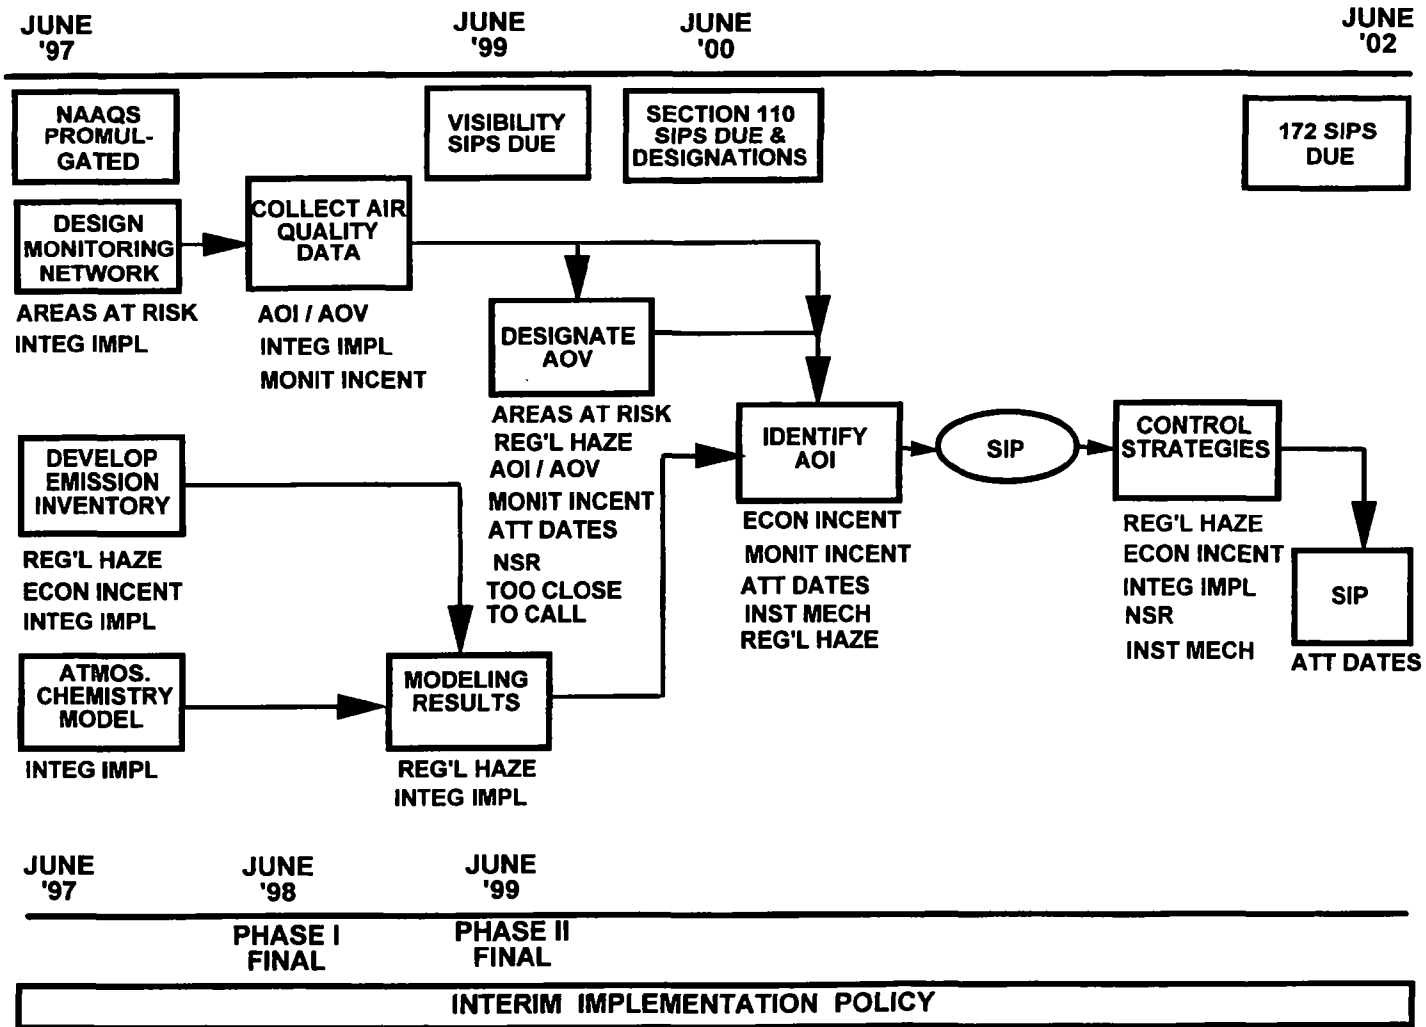 JUNE
'97
JUNE
'99
JUNE
'00
JUNE
'02
NAAQS
PROMUL-
GATED
VISIBILITY
SIPS DUE
SECTION 110
SIPS DUE &
DESIGNATIONS
172 SIPS
DUE
DESIGN
MONITORING
NETWORK
AREAS AT RISK
INTEG IMPL
COLLECT AIR
QUALITY
DATA
AOI / AOV
INTEG IMPL
MONIT INCENT
DESIGNATE
AOV
AREAS AT RISK
REG'L HAZE
AOI / AOV
MONIT INCENT
ATT DATES
NSR
TOO CLOSE
TO CALL
IDENTIFY
AOI
ECON INCENT
MONIT INCENT
ATT DATES
INST MECH
REG'L HAZE
SIP
CONTROL
STRATEGIES
REG'L HAZE
ECON INCENT
INTEG IMPL
NSR
INST MECH
SIP
ATT DATES
DEVELOP
EMISSION
INVENTORY
REG'L HAZE
ECON INCENT
INTEG IMPL
ATMOS.
CHEMISTRY
MODEL
INTEG IMPL
MODELING
RESULTS
REG'L HAZE
INTEG IMPL
JUNE
'97
JUNE
'98
JUNE
'99
PHASE I
FINAL
PHASE II
FINAL
INTERIM IMPLEMENTATION POLICY